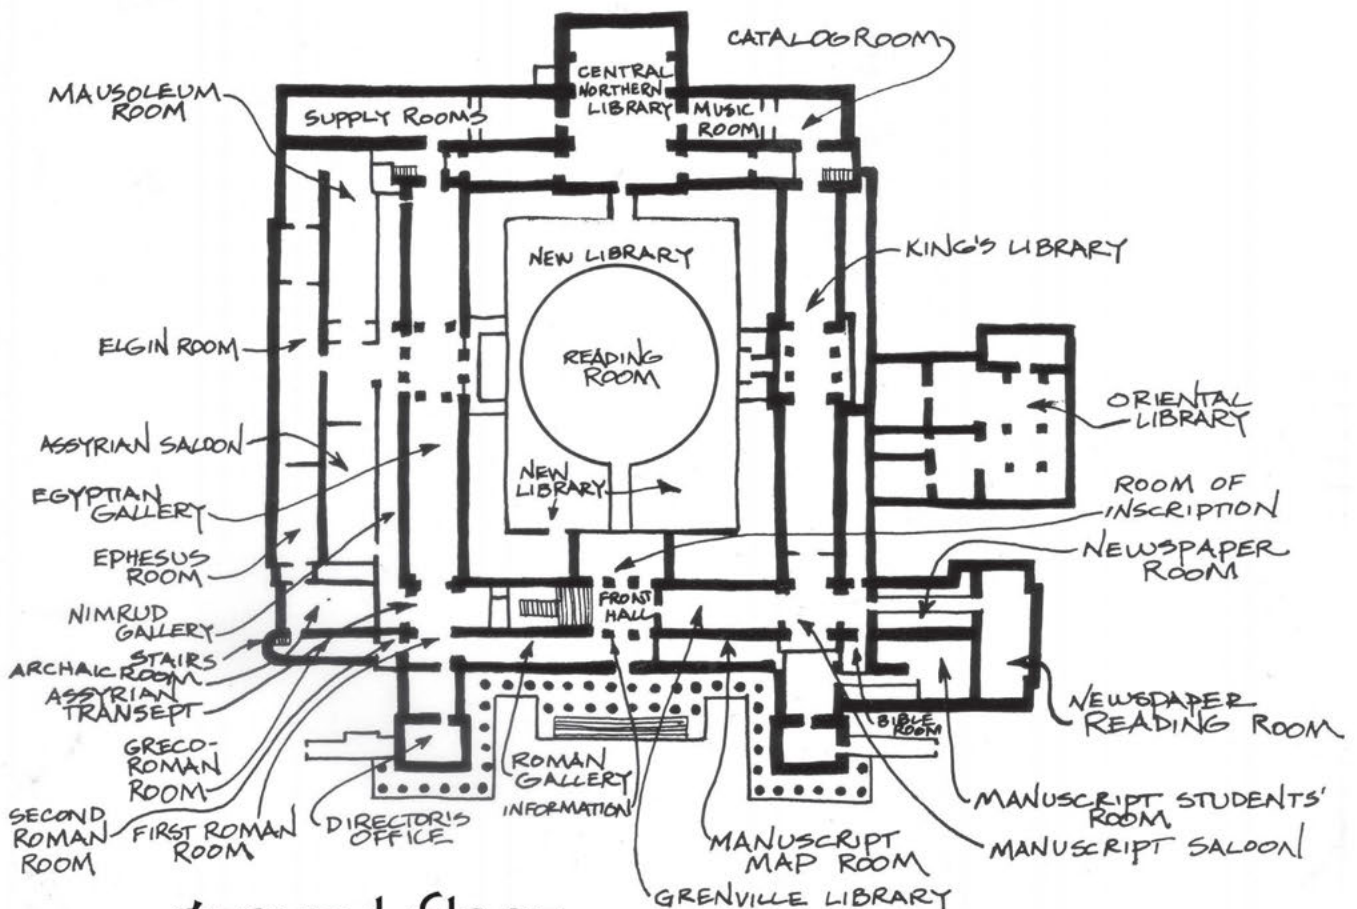 CATALOG ROOM
MAUSOLEUM
ROOM
CENTRAL
NORTHERN
LIBRARY
SUPPLY ROOMS
MUSIC
ROOM
KING'S LIBRARY
NEW LIBRARY
ELGIN ROOM
READING
ROOM
ORIENTAL
LIBRARY
ASSYRIAN SALOON
NEW
LIBRARY
EGYPTIAN
GALLERY
ROOM OF
INSCRIPTION
NEWSPAPER
ROOM
EPHESUS
ROOM
FRONT
HALL
NIMRUD
GALLERY
STAIRS
ARCHAIC ROOM
ASSYRIAN
TRANSEPT
NEWSPAPER
READING ROOM
BIBLE
ROOM
GRECO-
ROMAN
ROOM
ROMAN
GALLERY
INFORMATION
SECOND
ROMAN
ROOM
FIRST ROMAN
ROOM
DIRECTOR'S
OFFICE
MANUSCRIPT STUDENTS'
ROOM
MANUSCRIPT
MAP ROOM
MANUSCRIPT SALOON
GRENVILLE LIBRARY